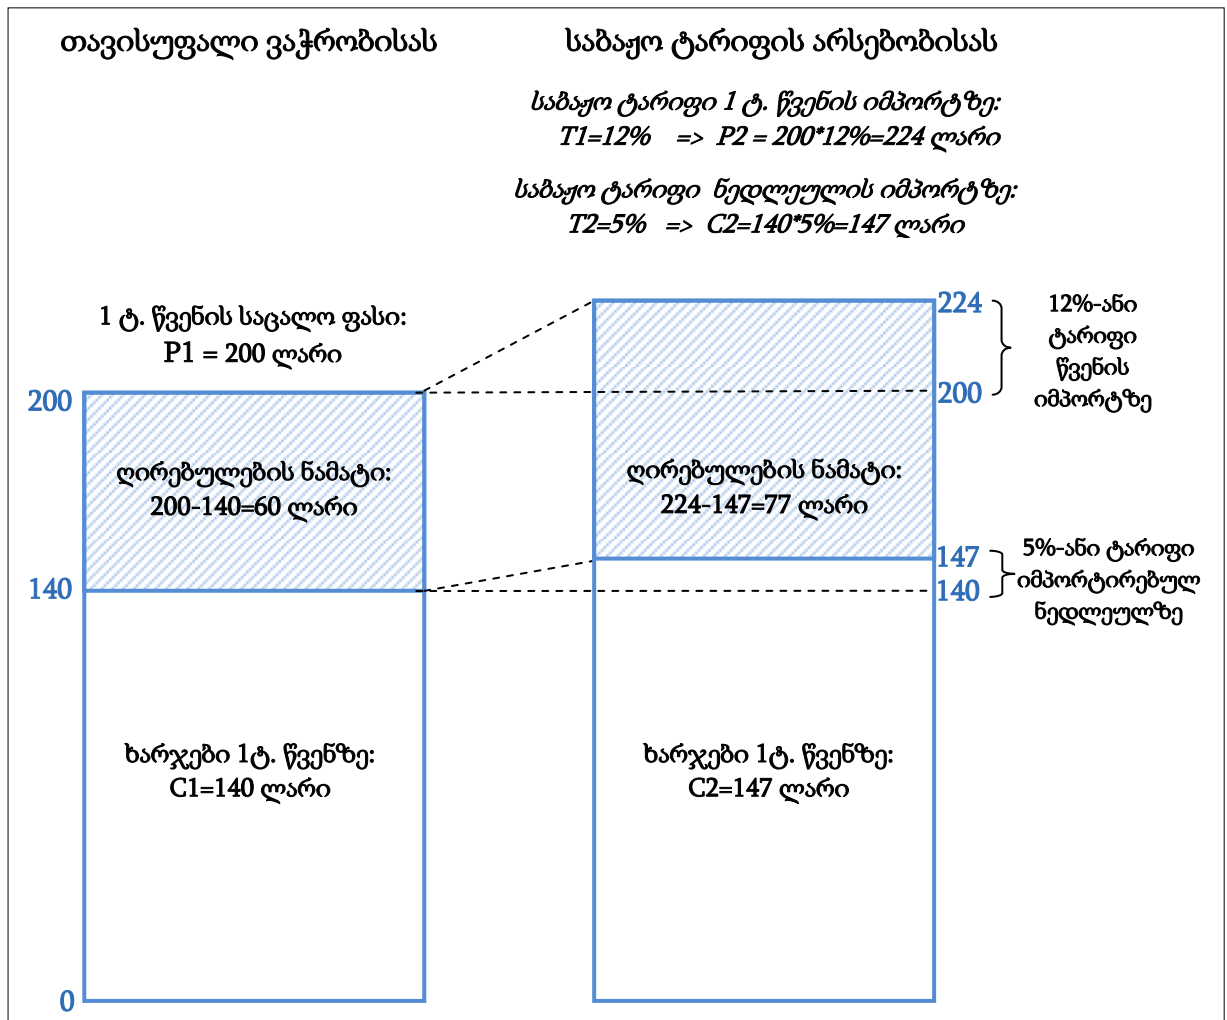 თავისუფალი ვაჭრობისას
საბაჟო ტარიფის არსებობისას
საბაჟო ტარიფი 1 ტ. წვენის იმპორტზე:
T1=12% => P2 = 200*12%=224 ლარი
საბაჟო ტარიფი ნედლეულის იმპორტზე:
T2=5% => C2=140*5%=147 ლარი
1 ტ. წვენის საცალო ფასი:
P1 = 200 ლარი
200
ღირებულების ნამატი:
200-140=60 ლარი
140
ხარჯები 1ტ. წვენზე:
C1=140 ლარი
0
224
200
ღირებულების ნამატი:
224-147=77 ლარი
147
140
ხარჯები 1ტ. წვენზე:
C2=147 ლარი
12%-ანი
ტარიფი
წვენის
იმპორტზე
5%-ანი ტარიფი
იმპორტირებულ
ნედლეულზე